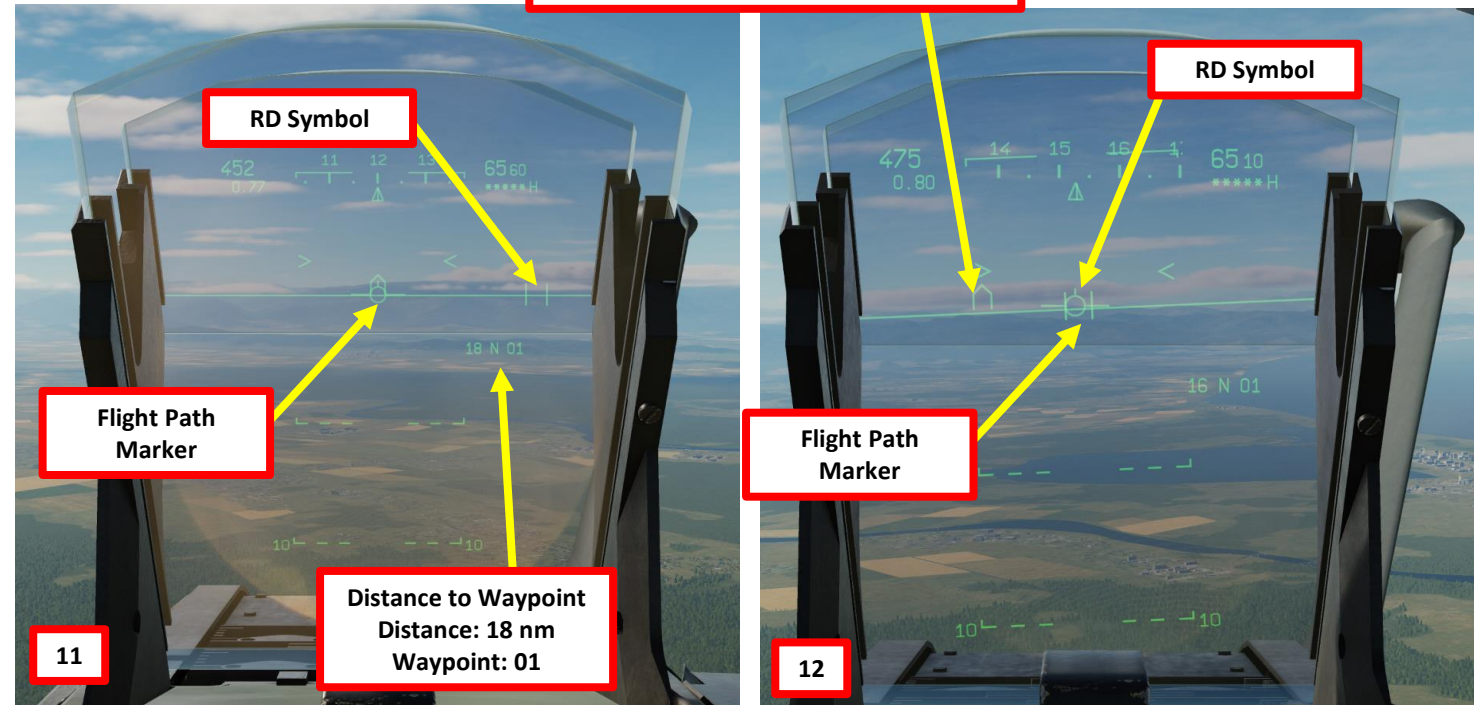 RD Symbol
452
0.77
11 12 13
65 60
*****H
> <
18 N 01
Flight Path
Marker
10 10
Distance to Waypoint
Distance: 18 nm
Waypoint: 01
11
RD Symbol
475
0.80
14 15 16
65 10
*****H
> <
16 N 01
Flight Path
Marker
10 10
12